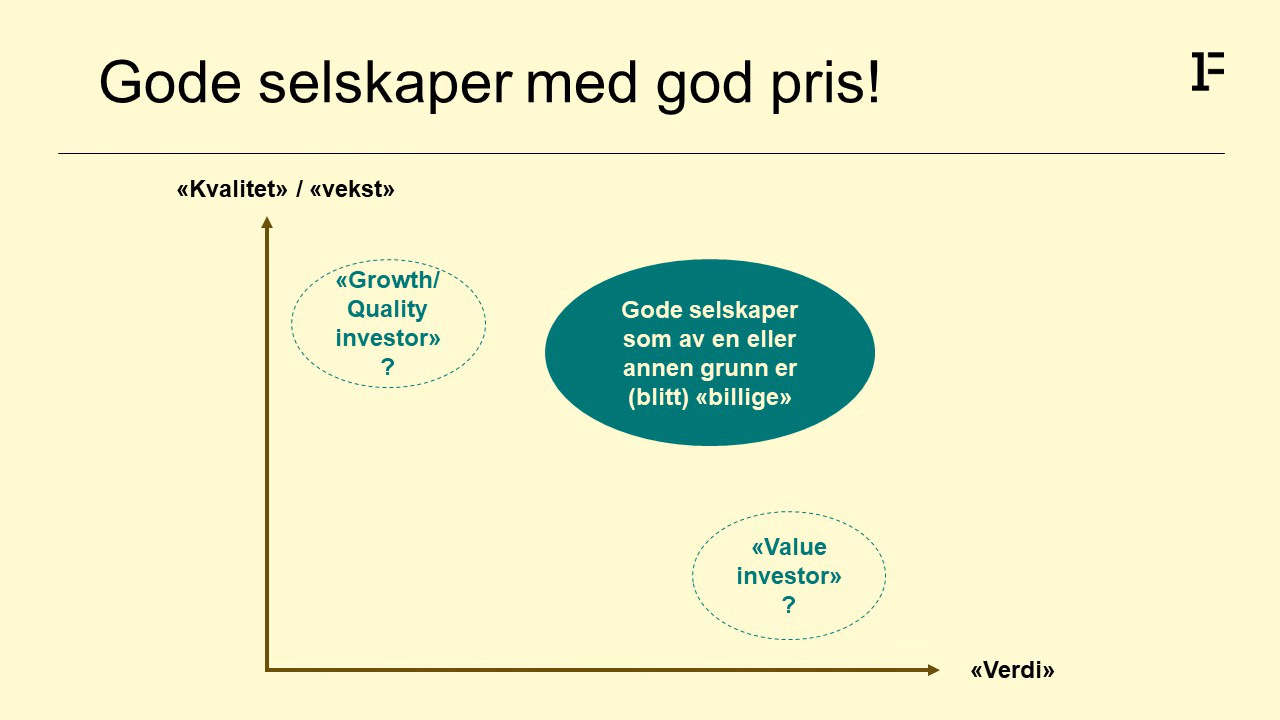 Gode selskaper med god pris!
1F
«Kvalitet» / «vekst»
«Growth/
Quality
investor»
?
Gode selskaper
som av en eller
annen grunn er
(blitt) «billige»
«Value
investor»
?
«Verdi»